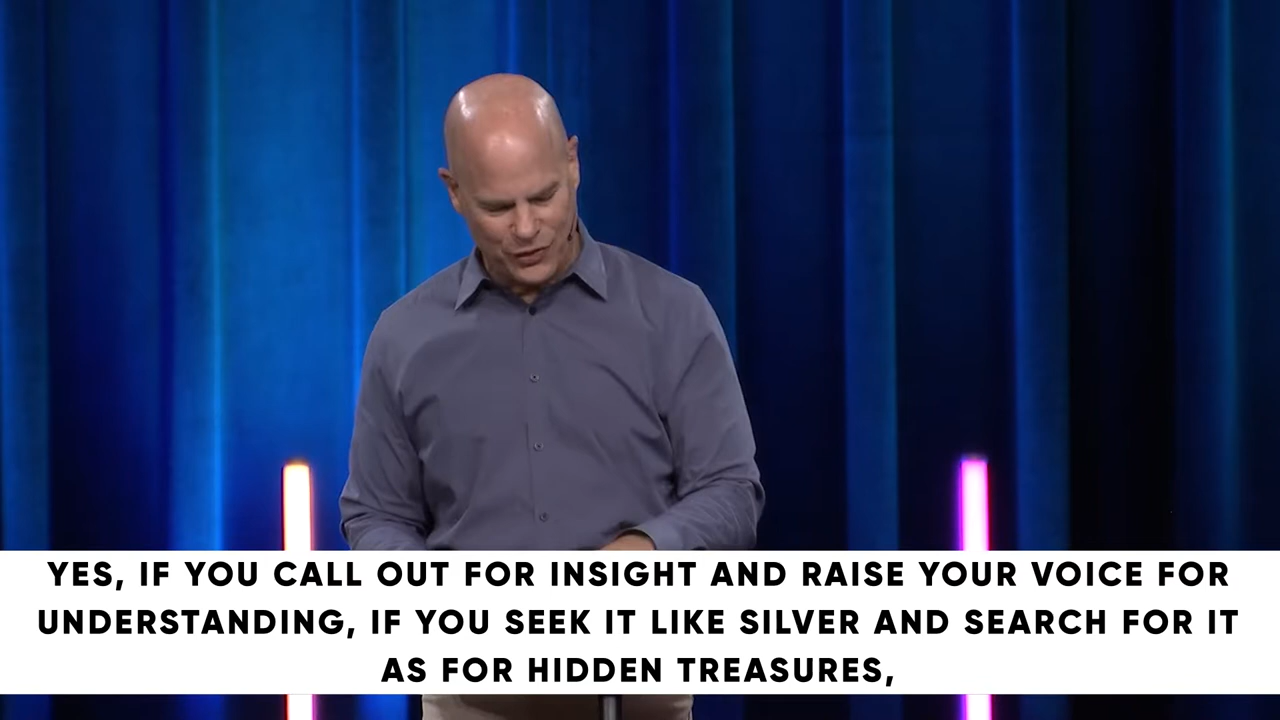 YES, IF YOU CALL OUT FOR INSIGHT AND RAISE YOUR VOICE FOR
UNDERSTANDING, IF YOU SEEK IT LIKE SILVER AND SEARCH FOR IT
AS FOR HIDDEN TREASURES,